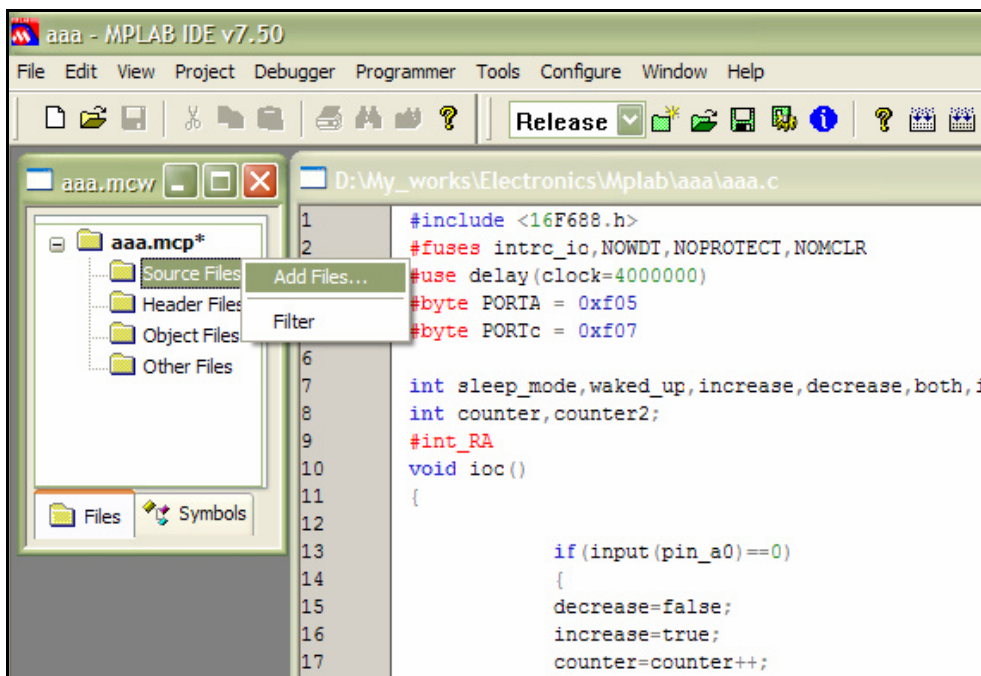 aaa - MPLAB IDE v7.50
File Edit View Project Debugger Programmer Tools Configure Window Help
Release
aaa.mcw
aaa.mcp*
Source Files
Header Files
Object Files
Other Files
Add Files...
Filter
Files
Symbols
D:\My_works\Electronics\Mplab\aaa\aaa.c
1 #include <16F688.h>
2 #fuses intrc_io,NOWDT,NOPROTECT,NOMCLR
#use delay(clock=4000000)
#byte PORTA = 0xf05
#byte PORTc = 0xf07
6
7 int sleep_mode,waked_up,increase,decrease,both,i
8 int counter,counter2;
9 #int_RA
10 void ioc()
11 {
12
13 if(input(pin_a0)==0)
14 {
15 decrease=false;
16 increase=true;
17 counter=counter++;